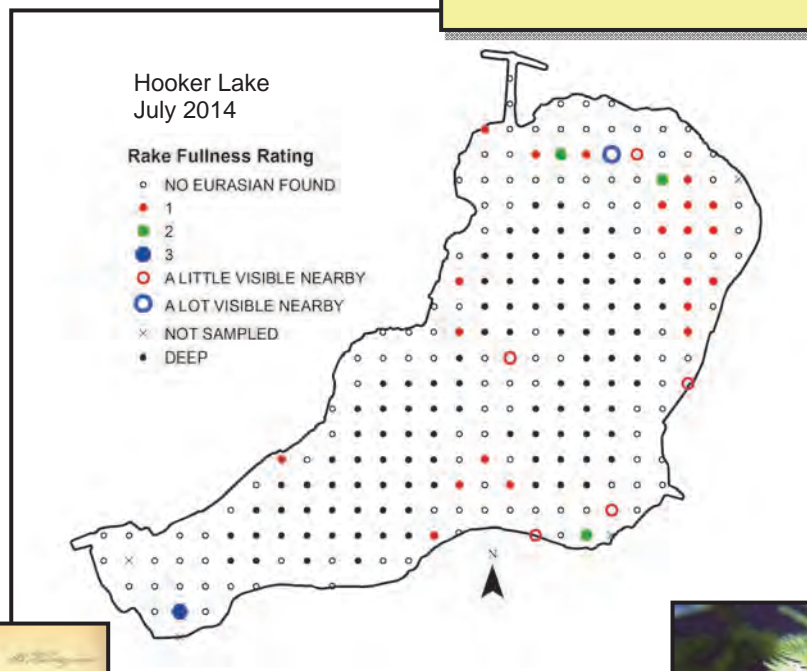 Hooker Lake
July 2014
Rake Fullness Rating
NO EURASIAN FOUND
1
2
3
A LITTLE VISIBLE NEARBY
A LOT VISIBLE NEARBY
NOT SAMPLED
DEEP
N